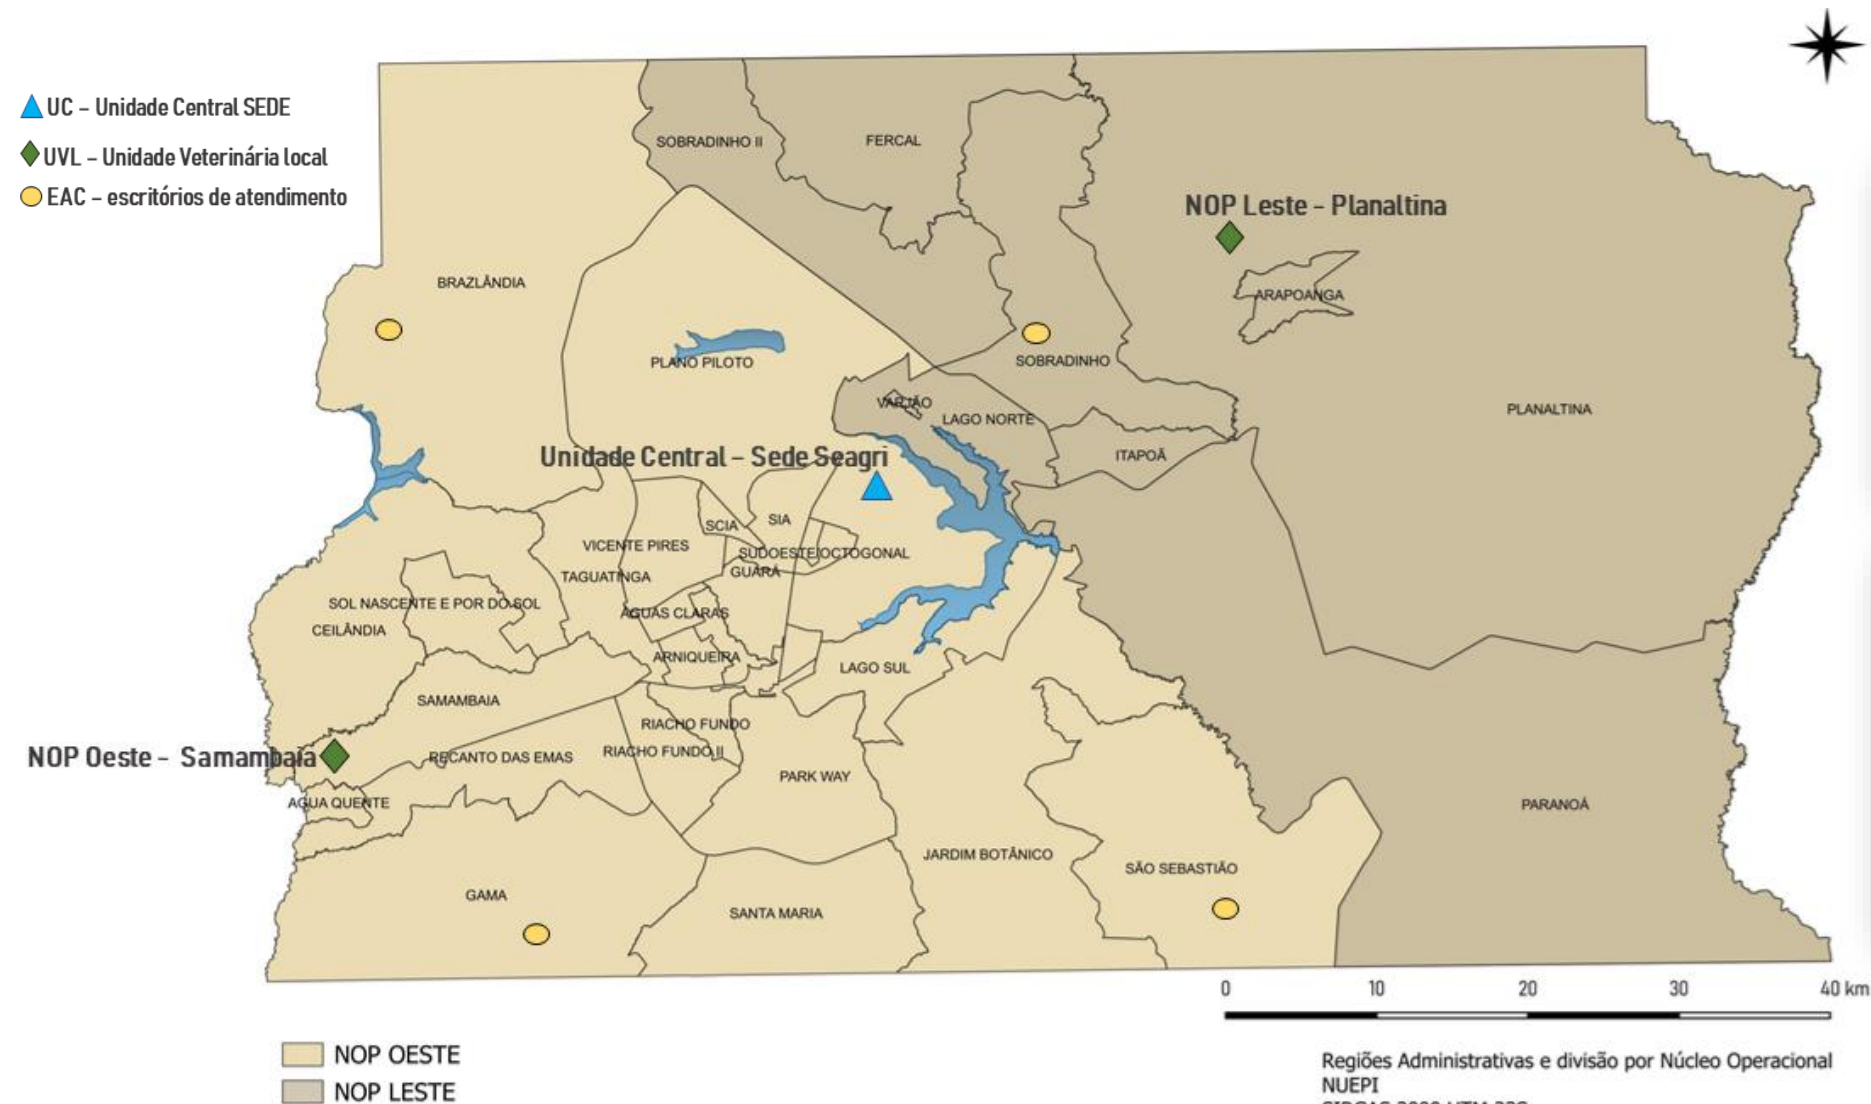 UC – Unidade Central SEDE
UVL – Unidade Veterinária local
EAC – escritórios de atendimento
SOBRADINHO II
FERCAL
NOP Leste – Planaltina
BRAZLÂNDIA
ARAPOANGA
PLANO PILOTO
SOBRADINHO
VARJÃO
LAGO NORTE
PLANALTINA
Unidade Central – Sede Seagri
ITAPOÃ
SCIA
SIA
VICENTE PIRES
SUDOESTE/OCTOGONAL
TAGUATINGA
GUARÁ
SOL NASCENTE E POR DO SOL
ÁGUAS CLARAS
CEILÂNDIA
ARNIQUEIRA
LAGO SUL
SAMAMBAIA
RIACHO FUNDO
NOP Oeste – Samambaia
RECANTO DAS EMAS
RIACHO FUNDO II
PARK WAY
AGUA QUENTE
PARANOÁ
JARDIM BOTÂNICO
SÃO SEBASTIÃO
GAMA
SANTA MARIA
0 10 20 30 40 km
NOP OESTE
NOP LESTE
Regiões Administrativas e divisão por Núcleo Operacional
NUEPI